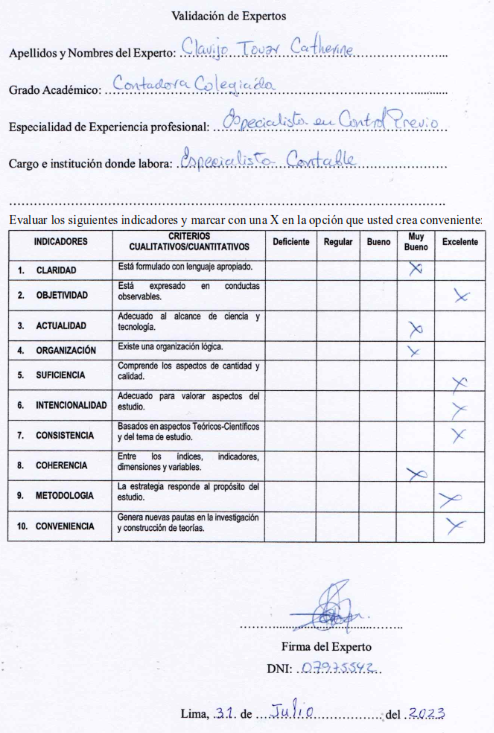 Validación de Expertos
Apellidos y Nombres del Experto: Clavijo Tovar Catherine
Grado Académico: Contadora Colegiada
Especialidad de Experiencia profesional: Especialista en Control Previo
Cargo e institución donde labora: Especialista Contable
Evaluar los siguientes indicadores y marcar con una X en la opción que usted crea conveniente:
INDICADORES CRITERIOS CUALITATIVOS/CUANTITATIVOS Deficiente Regular Bueno Muy Bueno Excelente
1. CLARIDAD Está formulado con lenguaje apropiado. X
2. OBJETIVIDAD Está expresado en conductas observables. X
3. ACTUALIDAD Adecuado al alcance de ciencia y tecnología. X
4. ORGANIZACIÓN Existe una organización lógica. X
5. SUFICIENCIA Comprende los aspectos de cantidad y calidad. X
6. INTENCIONALIDAD Adecuado para valorar aspectos del estudio. X
7. CONSISTENCIA Basados en aspectos Teóricos-Científicos y del tema de estudio. X
8. COHERENCIA Entre los índices, indicadores, dimensiones y variables. X
9. METODOLOGIA La estrategia responde al propósito del estudio. X
10. CONVENIENCIA Genera nuevas pautas en la investigación y construcción de teorías. X
Firma del Experto
DNI: 07975542
Lima, 31 de Julio del 2023